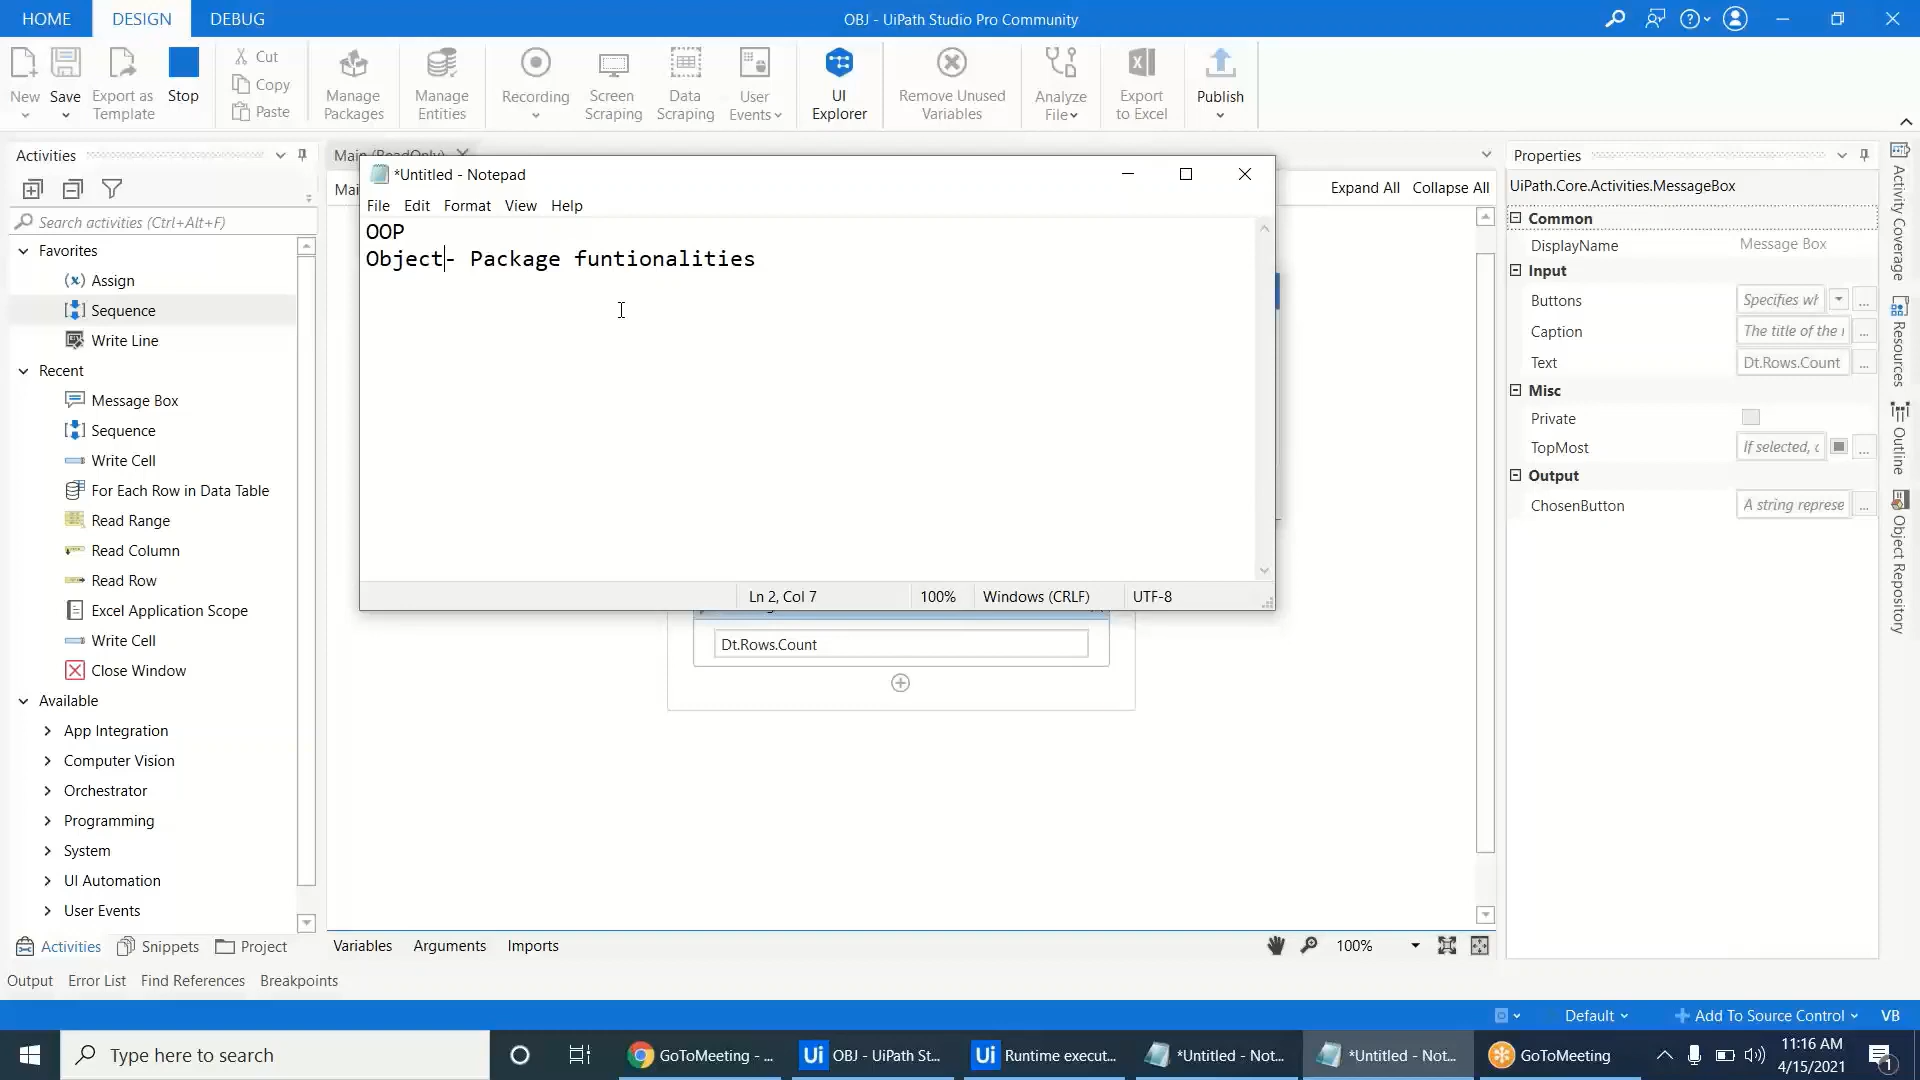 HOME DESIGN DEBUG
OBJ - UiPath Studio Pro Community
New
Save
Export as Template
Stop
Cut
Copy
Paste
Manage Packages
Manage Entities
Recording
Screen Scraping
Data Scraping
User Events
UI Explorer
Remove Unused Variables
Analyze File
Export to Excel
Publish
Activities
Search activities (Ctrl+Alt+F)
Favorites
Assign
Sequence
Write Line
Recent
Message Box
Sequence
Write Cell
For Each Row in Data Table
Read Range
Read Column
Read Row
Excel Application Scope
Write Cell
Close Window
Available
App Integration
Computer Vision
Orchestrator
Programming
System
UI Automation
User Events
Activities Snippets Project
Main (ReadOnly)
Mai
Expand All Collapse All
*Untitled - Notepad
File Edit Format View Help
OOP
Object- Package funtionalities
Ln 2, Col 7 100% Windows (CRLF) UTF-8
Dt.Rows.Count
Variables Arguments Imports
100%
Properties
UiPath.Core.Activities.MessageBox
Common
DisplayName Message Box
Input
Buttons Specifies wh ...
Caption The title of the ...
Text Dt.Rows.Count ...
Misc
Private
TopMost If selected, ...
Output
ChosenButton A string represe ...
Activity Coverage
Resources
Outline
Object Repository
Output Error List Find References Breakpoints
Default Add To Source Control VB
Type here to search
GoToMeeting - ...
Ui OBJ - UiPath St...
Ui Runtime execut...
*Untitled - Not...
*Untitled - Not...
GoToMeeting
11:16 AM
4/15/2021
1